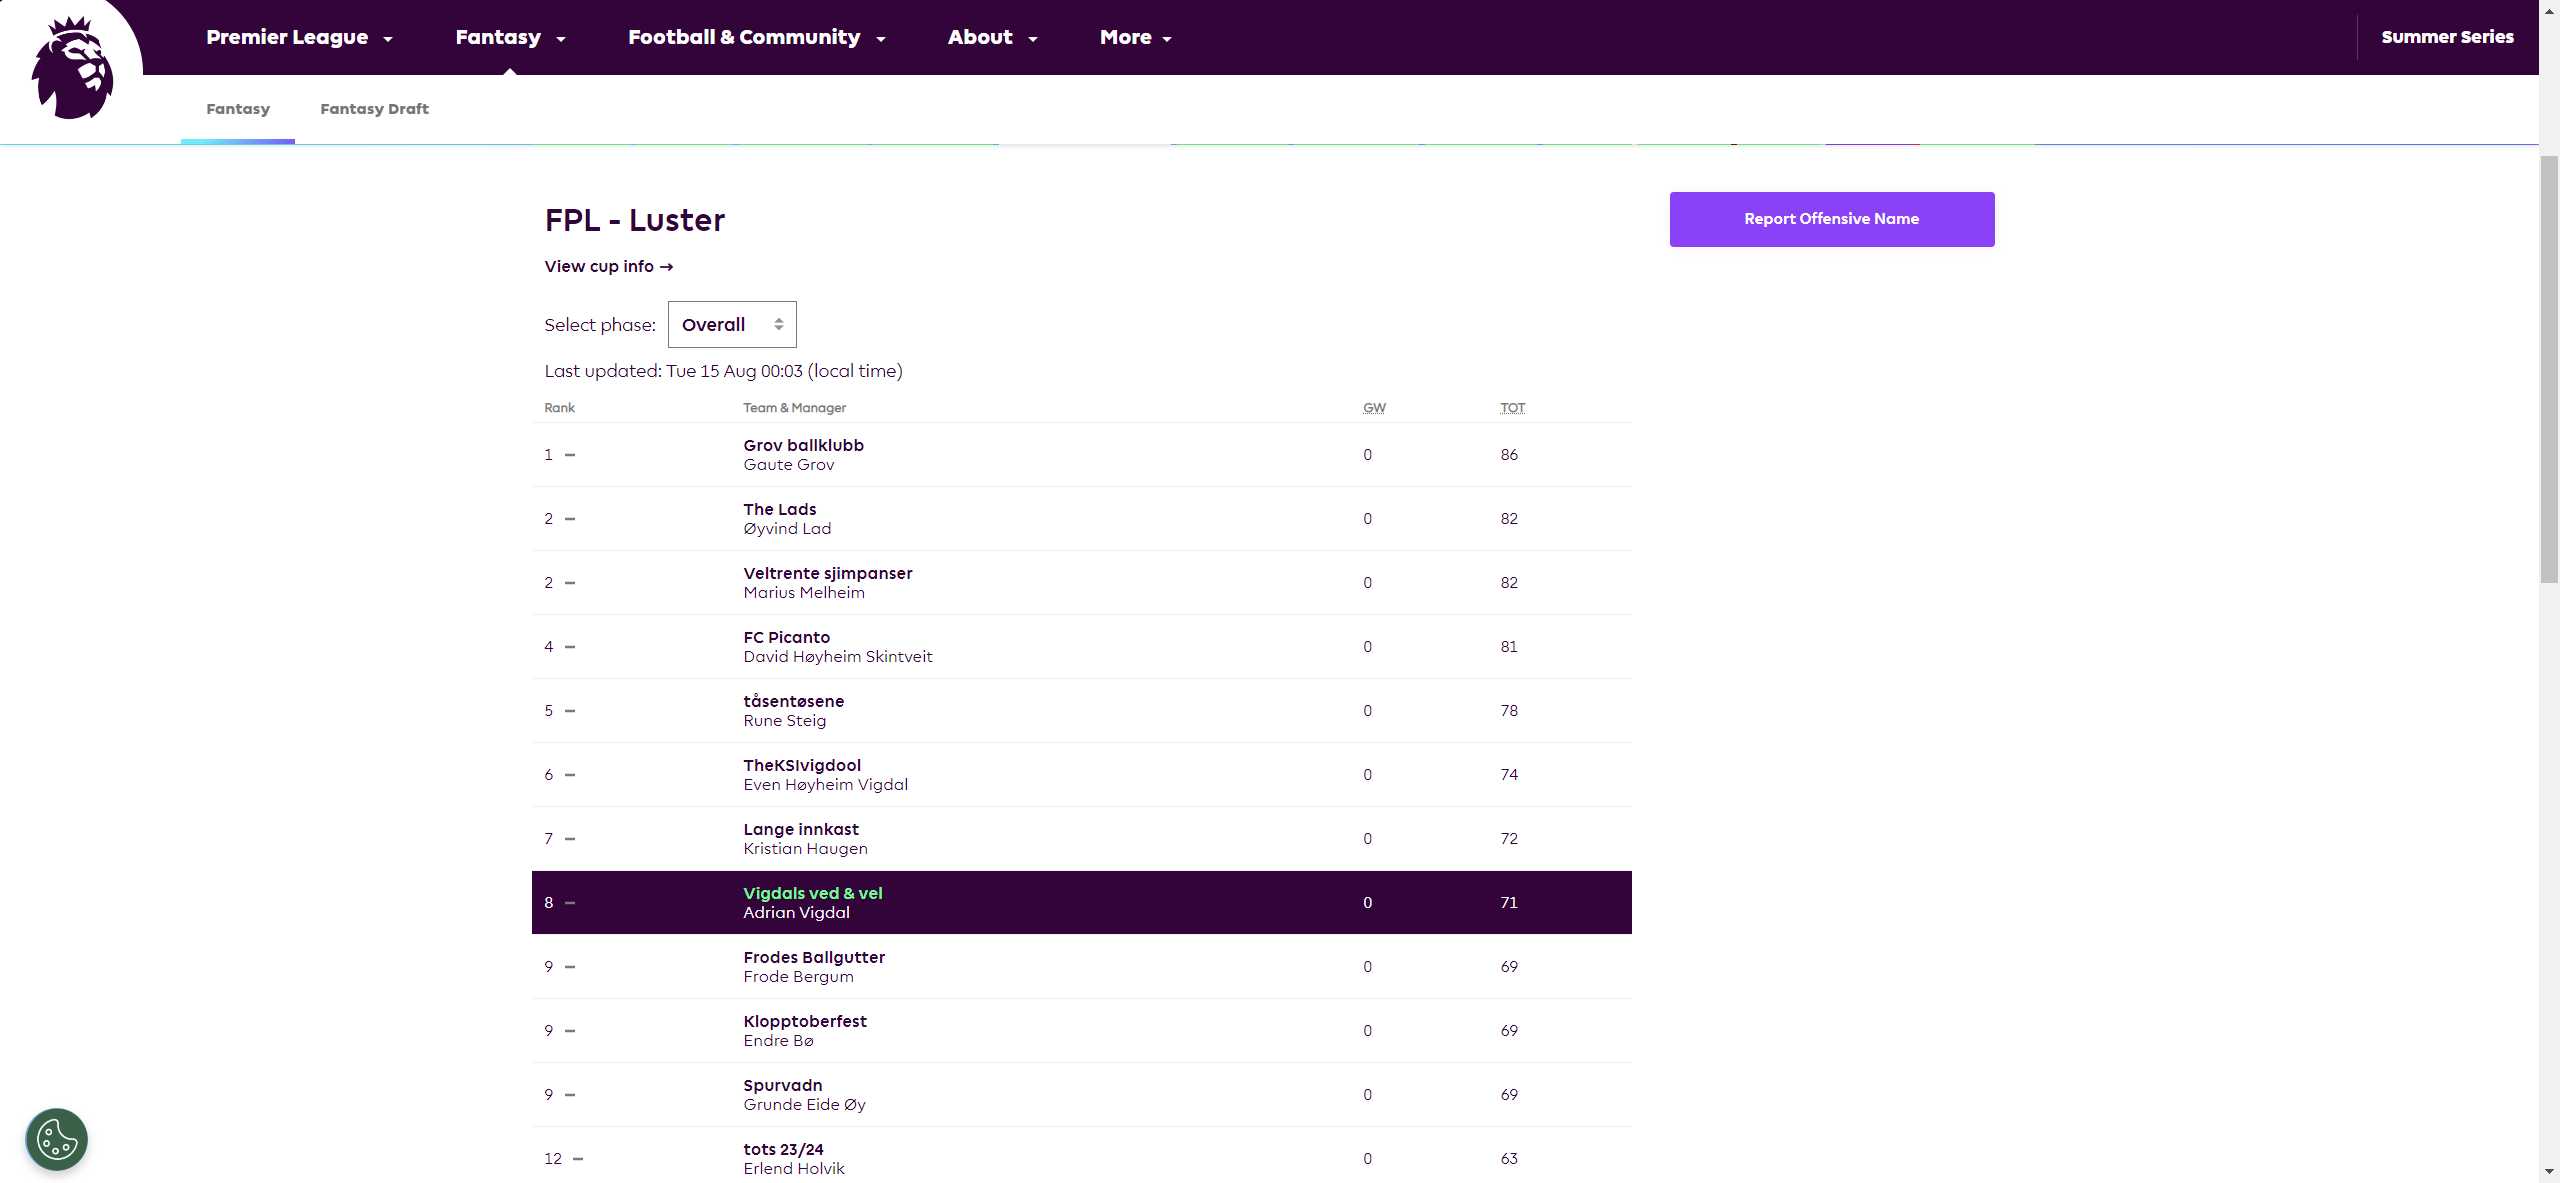 Premier League
Fantasy
Football & Community
About
More
Summer Series
Fantasy
Fantasy Draft
FPL - Luster
Report Offensive Name
View cup info →
Select phase: Overall
Last updated: Tue 15 Aug 00:03 (local time)
Rank Team & Manager GW TOT
1 – Grov ballklubb 0 86
Gaute Grov
2 – The Lads 0 82
Øyvind Lad
2 – Veltrente sjimpanser 0 82
Marius Melheim
4 – FC Picanto 0 81
David Høyheim Skintveit
5 – tåsentøsene 0 78
Rune Steig
6 – TheKSIvigdool 0 74
Even Høyheim Vigdal
7 – Lange innkast 0 72
Kristian Haugen
8 – Vigdals ved & vel 0 71
Adrian Vigdal
9 – Frodes Ballgutter 0 69
Frode Bergum
9 – Klopptoberfest 0 69
Endre Bø
9 – Spurvadn 0 69
Grunde Eide Øy
12 – tots 23/24 0 63
Erlend Holvik